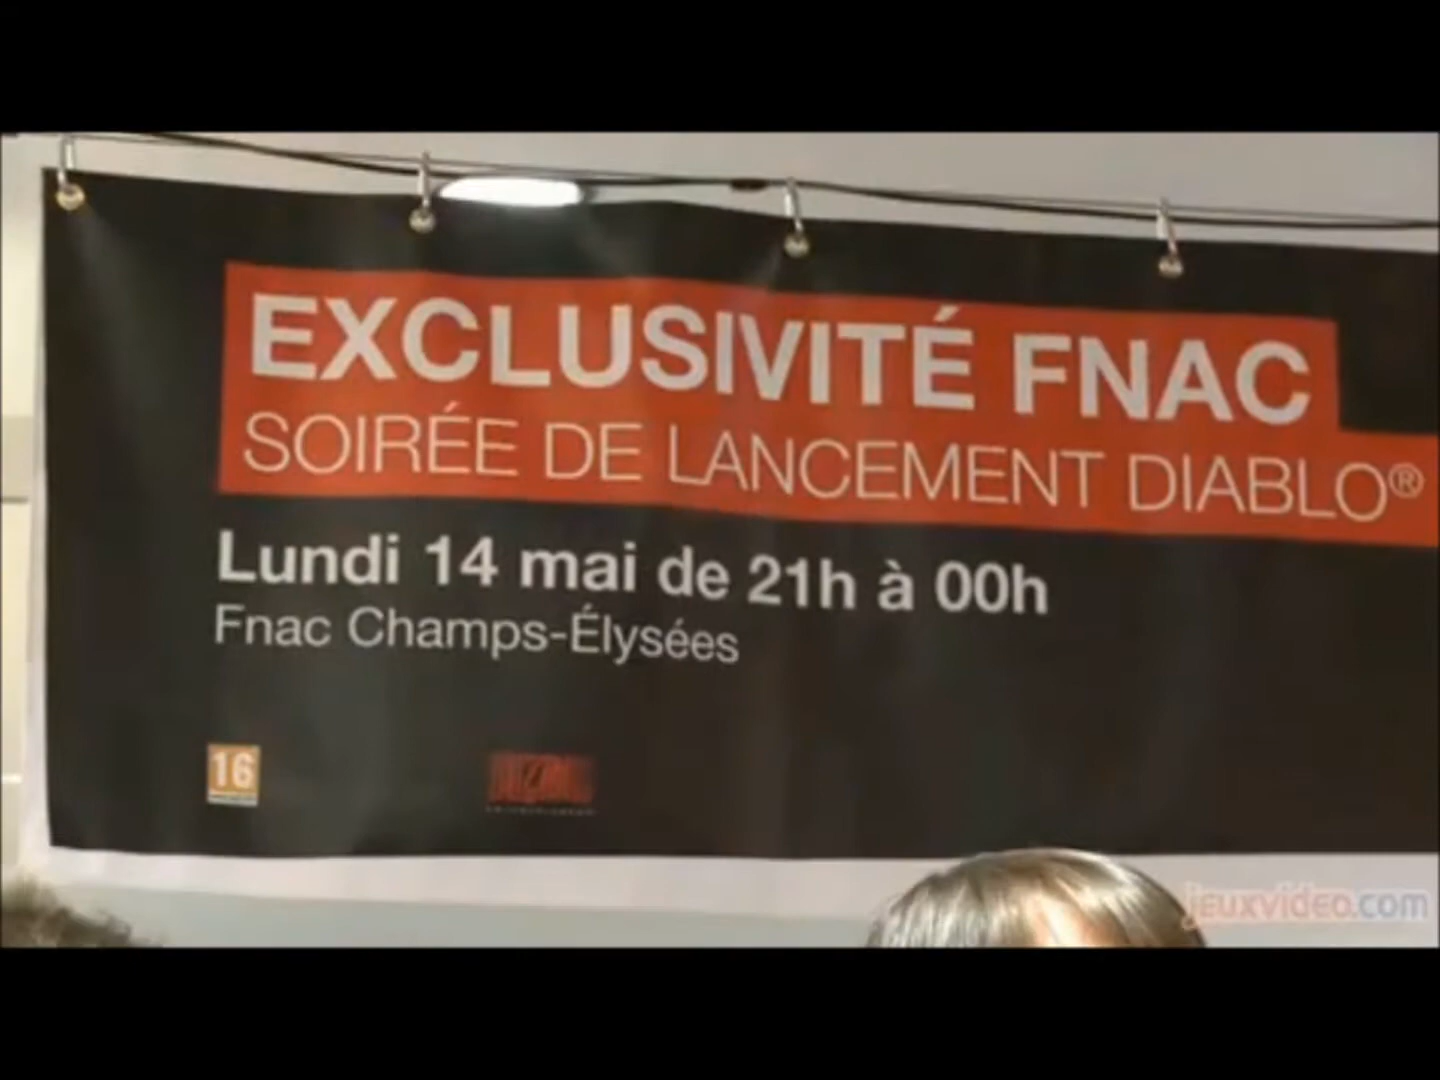 EXCLUSIVITÉ FNAC
SOIRÉE DE LANCEMENT DIABLO®
Lundi 14 mai de 21h à 00h
Fnac Champs-Élysées
16
jeuxvideo.com